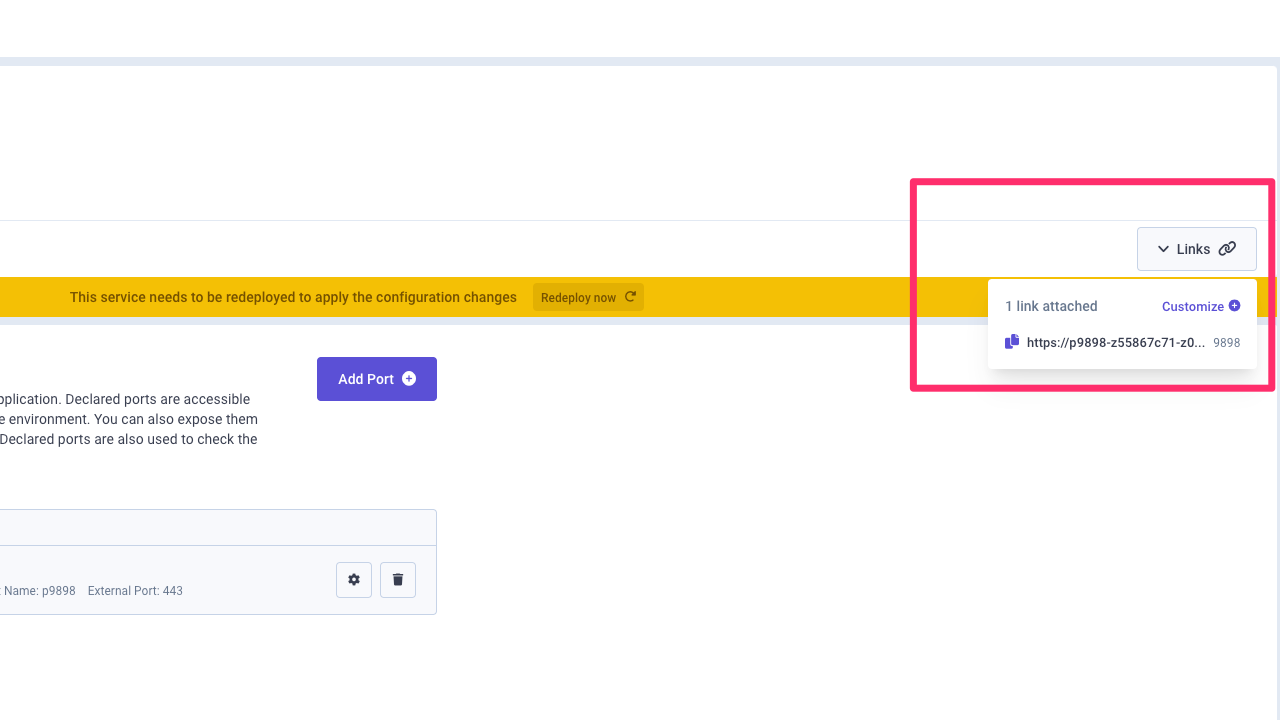 Links
This service needs to be redeployed to apply the configuration changes Redeploy now
1 link attached Customize
https://p9898-z55867c71-z0... 9898
Add Port
pplication. Declared ports are accessible
e environment. You can also expose them
Declared ports are also used to check the
Name: p9898 External Port: 443